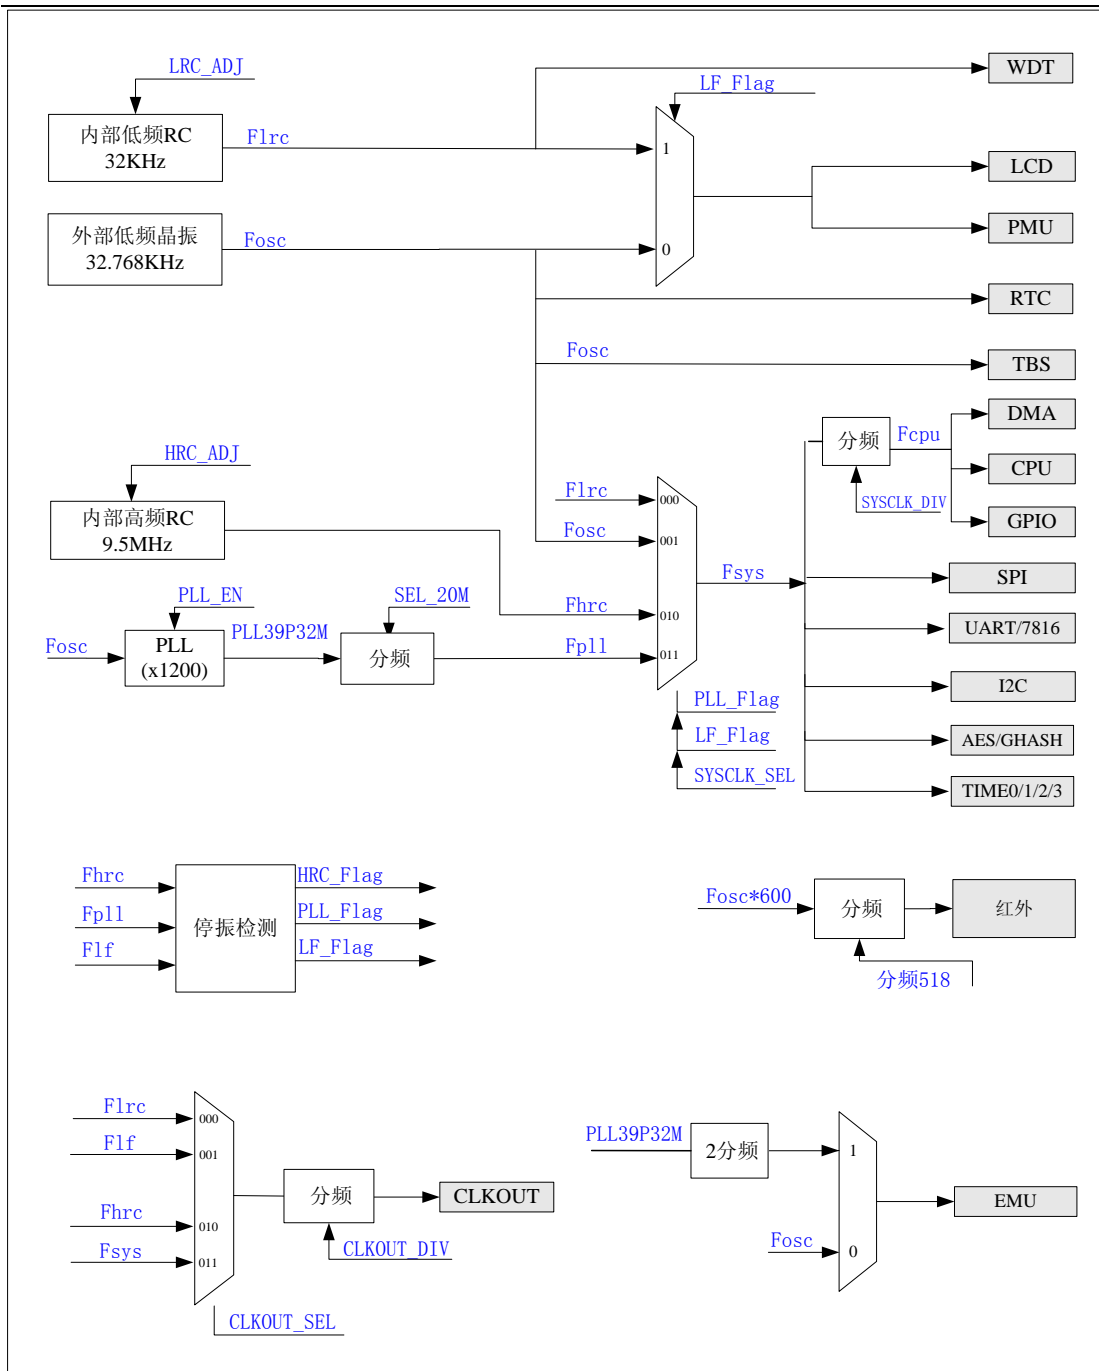 LRC_ADJ
WDT
LF_Flag
内部低频RC
32KHz
Flrc
1
LCD
外部低频晶振
32.768KHz
Fosc
0
PMU
RTC
Fosc
TBS
DMA
分频
Fcpu
HRC_ADJ
CPU
Flrc
000
SYSCLK_DIV
内部高频RC
9.5MHz
GPIO
Fosc
001
Fsys
SPI
PLL_EN
SEL_20M
Fhrc
010
UART/7816
Fosc
PLL
(x1200)
PLL39P32M
分频
Fpll
011
I2C
PLL_Flag
LF_Flag
AES/GHASH
SYSCLK_SEL
TIME0/1/2/3
Fhrc
HRC_Flag
Fpll
停振检测
PLL_Flag
Flf
LF_Flag
Fosc*600
分频
红外
分频518
Flrc
000
Flf
001
分频
CLKOUT
Fhrc
010
Fsys
011
CLKOUT_DIV
CLKOUT_SEL
PLL39P32M
2分频
1
EMU
Fosc
0